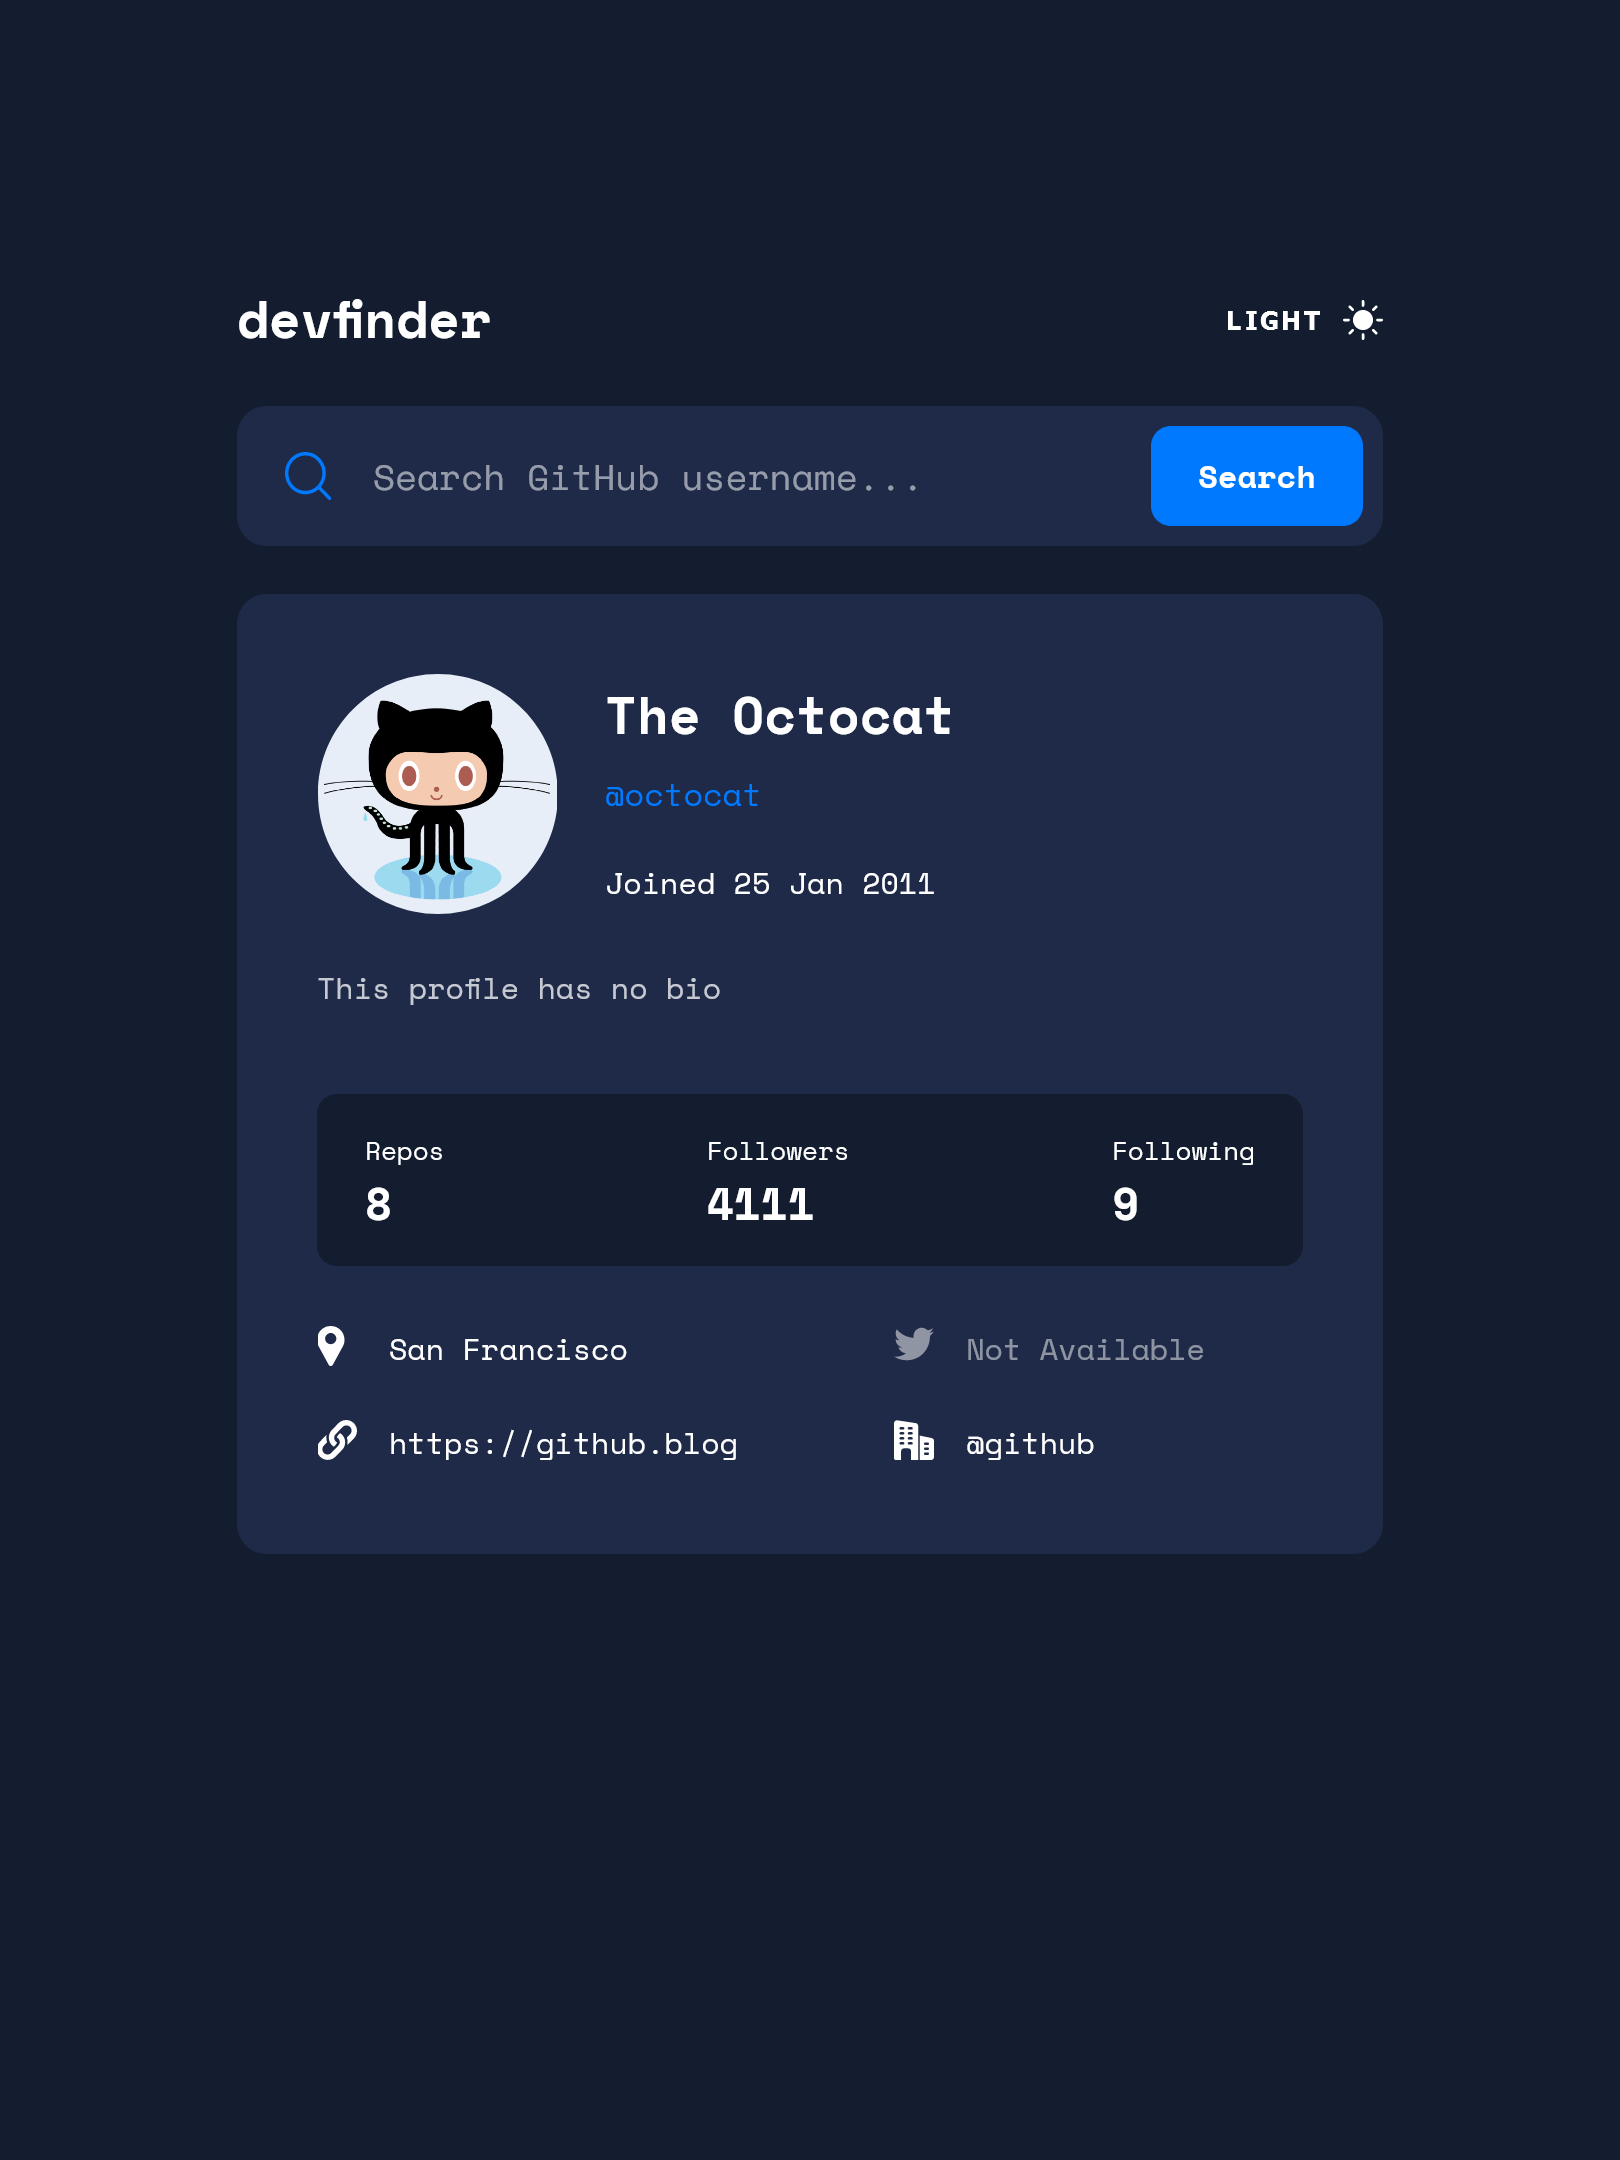 devfinder
LIGHT
Search GitHub username...
Search
The Octocat
@octocat
Joined 25 Jan 2011
This profile has no bio
Repos
Followers
Following
8
4111
9
San Francisco
Not Available
https://github.blog
@github